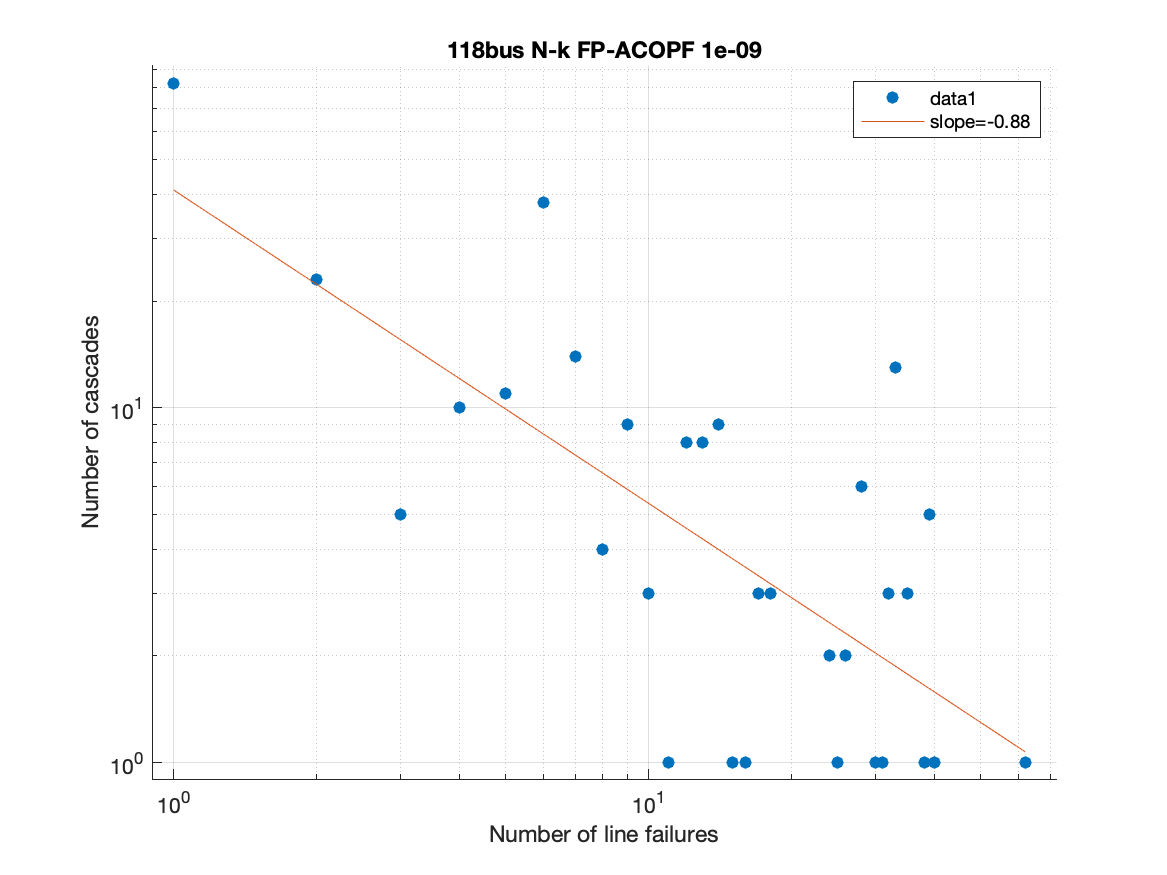 118bus N-k FP-ACOPF 1e-09
data1
slope=-0.88
Number of cascades
10^1
10^0
10^0
10^1
Number of line failures